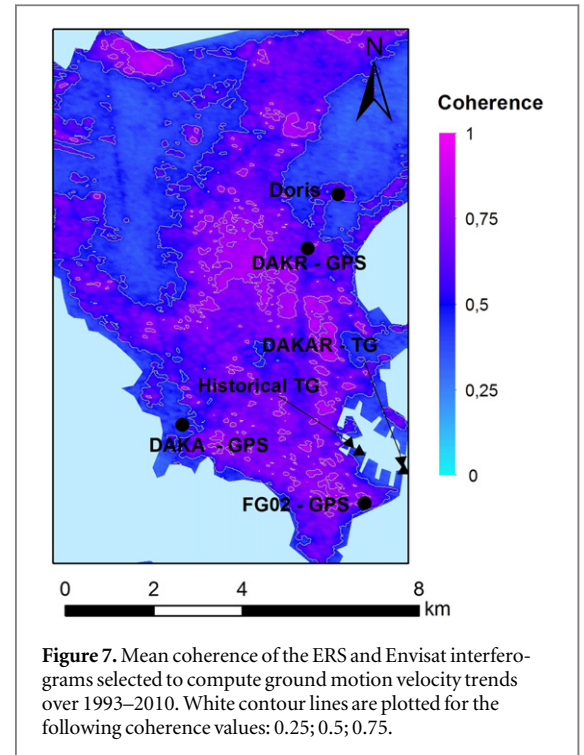 N
Coherence
1
0,75
0,5
0,25
0
Doris
DAKR - GPS
DAKAR - TG
Historical TG
DAKA - GPS
FG02 - GPS
0 2 4 8
km
Figure 7. Mean coherence of the ERS and Envisat interfero-
grams selected to compute ground motion velocity trends
over 1993–2010. White contour lines are plotted for the
following coherence values: 0.25; 0.5; 0.75.